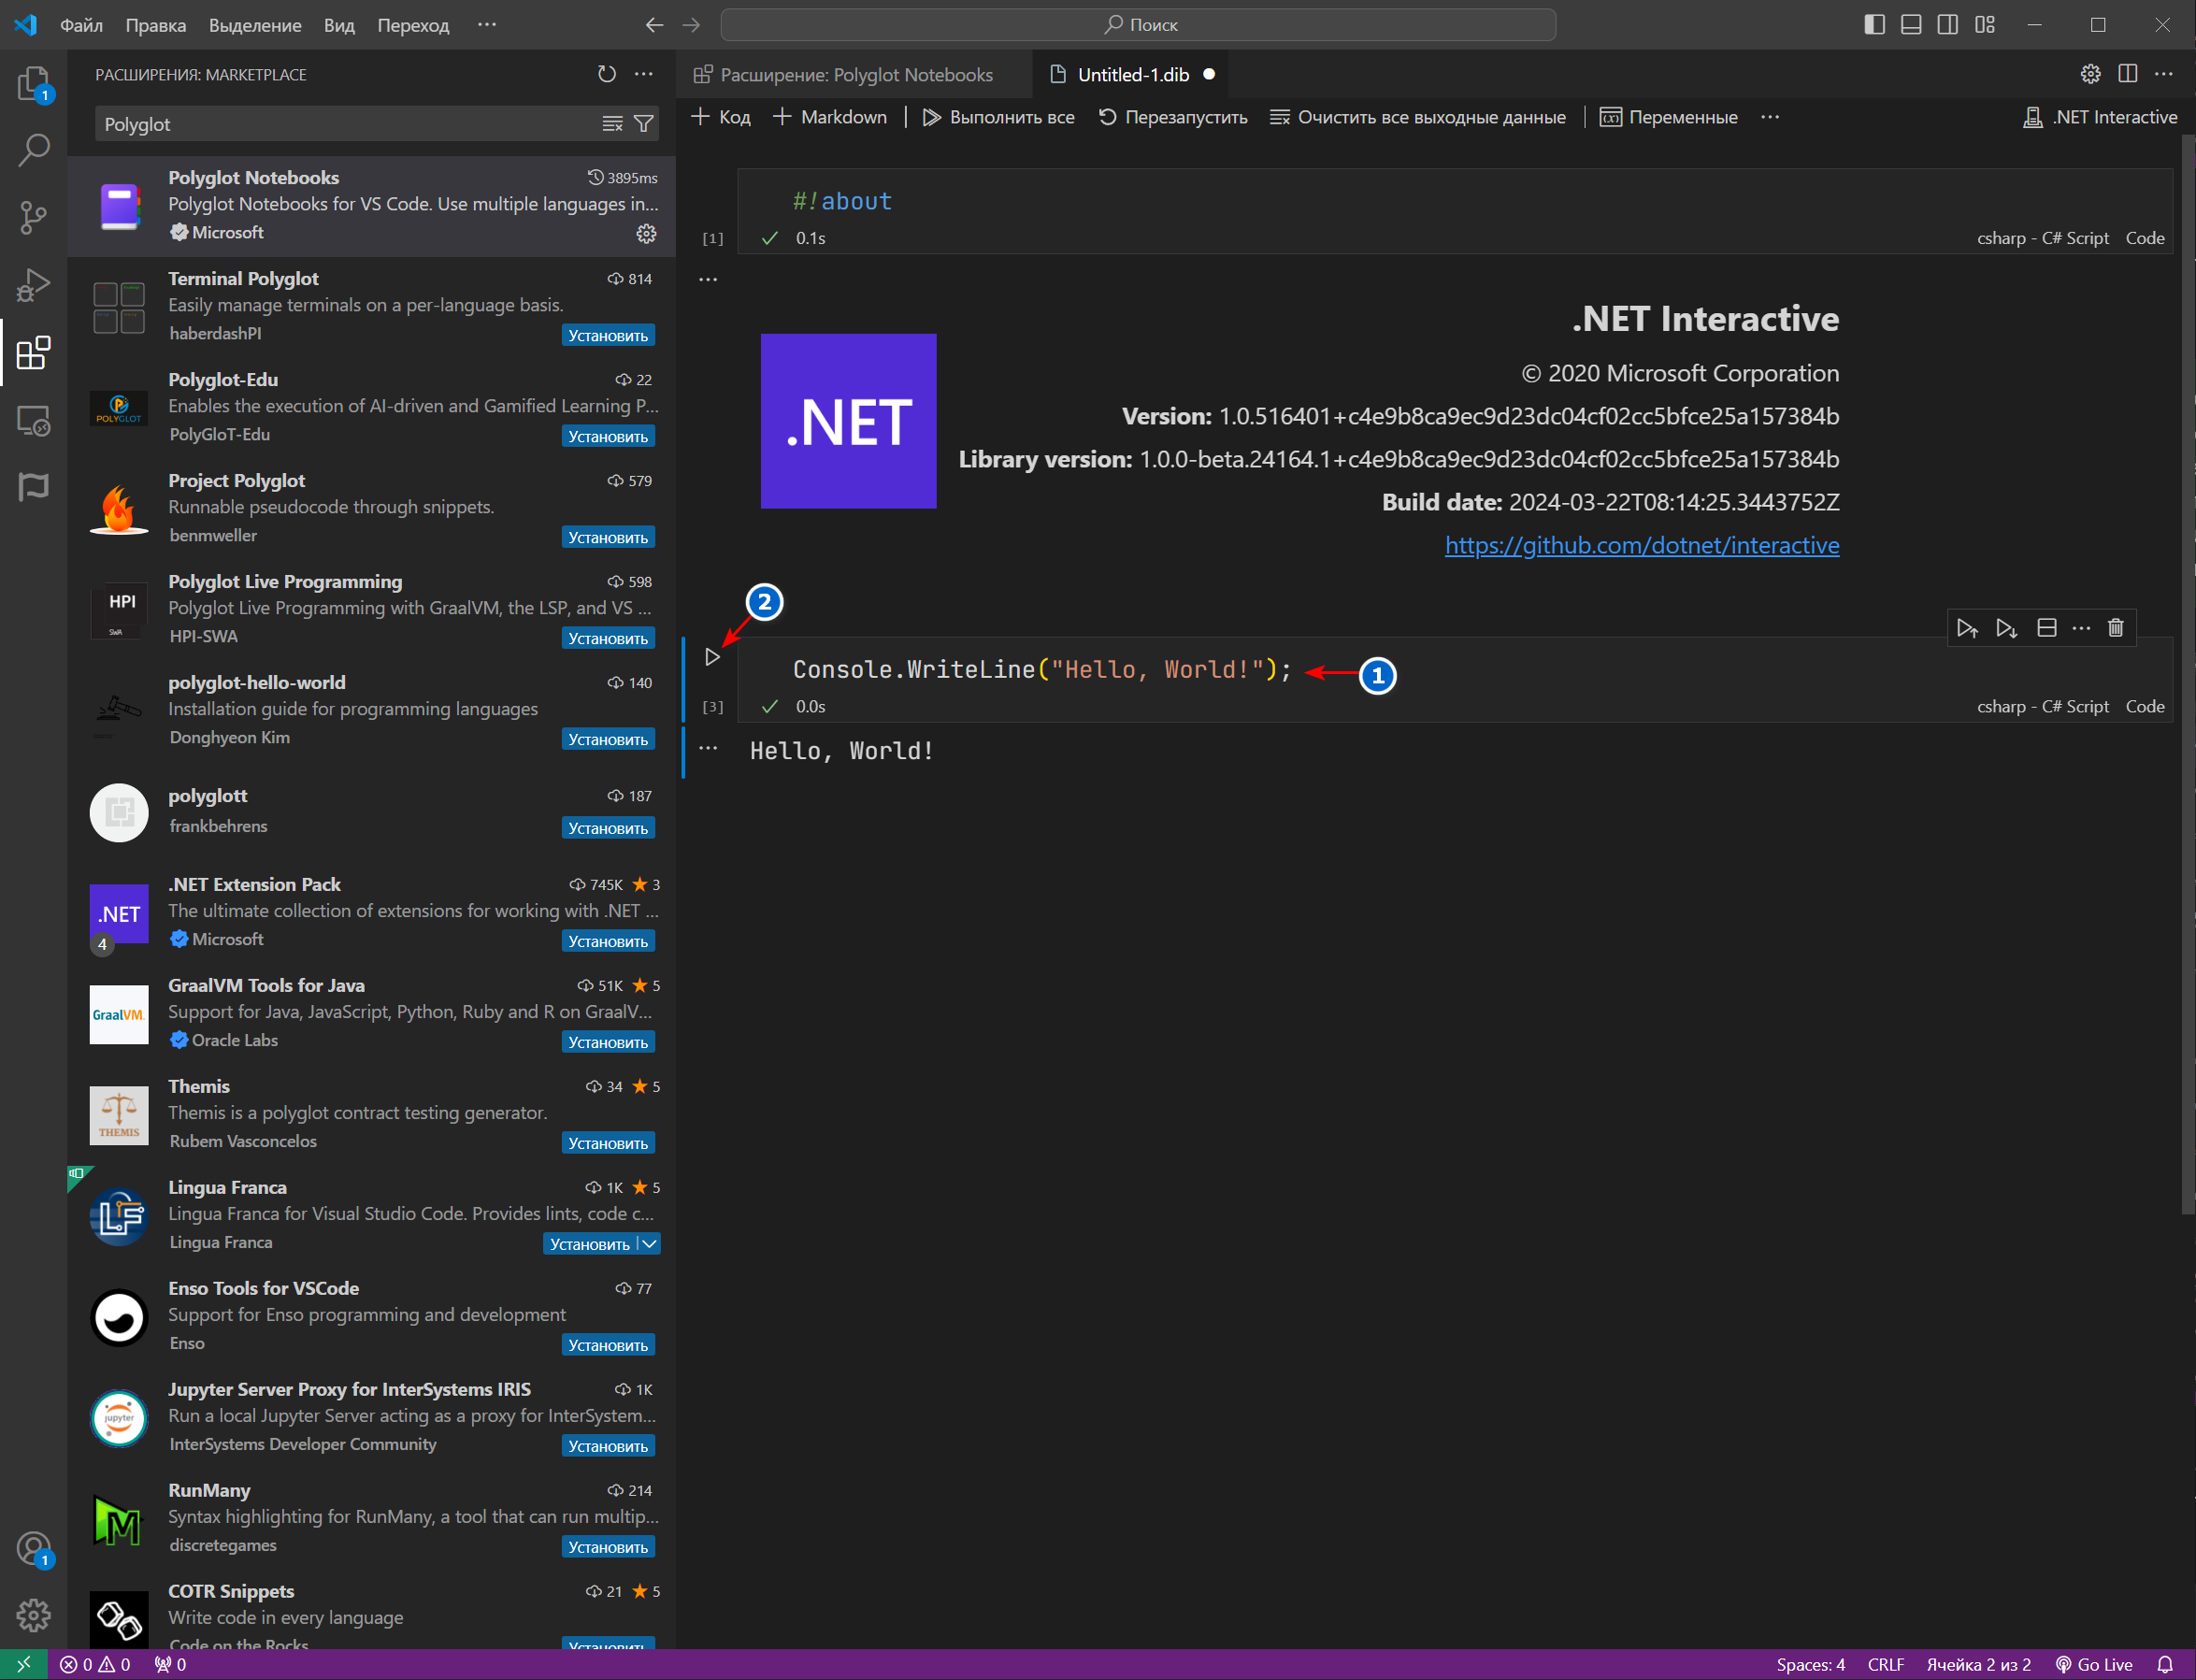 Файл Правка Выделение Вид Переход ··· Поиск
РАСШИРЕНИЯ: MARKETPLACE
Polyglot
Polyglot Notebooks 3895ms
Polyglot Notebooks for VS Code. Use multiple languages in...
Microsoft
Terminal Polyglot 814
Easily manage terminals on a per-language basis.
haberdashPI Установить
Polyglot-Edu 22
Enables the execution of AI-driven and Gamified Learning P...
PolyGloT-Edu Установить
POLYGLOT
Project Polyglot 579
Runnable pseudocode through snippets.
benmweller Установить
Polyglot Live Programming 598
Polyglot Live Programming with GraalVM, the LSP, and VS ...
HPI-SWA Установить
HPI
SWA
polyglot-hello-world 140
Installation guide for programming languages
Donghyeon Kim Установить
polyglott 187
frankbehrens Установить
.NET Extension Pack 745K 3
The ultimate collection of extensions for working with .NET ...
Microsoft Установить
.NET
4
GraalVM Tools for Java 51K 5
Support for Java, JavaScript, Python, Ruby and R on GraalV...
Oracle Labs Установить
GraalVM
Themis 34 5
Themis is a polyglot contract testing generator.
Rubem Vasconcelos Установить
THEMIS
Lingua Franca 1K 5
Lingua Franca for Visual Studio Code. Provides lints, code c...
Lingua Franca Установить
LF
Enso Tools for VSCode 77
Support for Enso programming and development
Enso Установить
Jupyter Server Proxy for InterSystems IRIS 1K
Run a local Jupyter Server acting as a proxy for InterSystem...
InterSystems Developer Community Установить
jupyter
RunMany 214
Syntax highlighting for RunMany, a tool that can run multip...
discretegames Установить
M
COTR Snippets 21 5
Write code in every language
Code on the Rocks Установить
1
1
Расширение: Polyglot Notebooks Untitled-1.dib
Код Markdown Выполнить все Перезапустить Очистить все выходные данные Переменные ··· .NET Interactive
#!about
[1] 0.1s csharp - C# Script Code
.NET
.NET Interactive
© 2020 Microsoft Corporation
Version: 1.0.516401+c4e9b8ca9ec9d23dc04cf02cc5bfce25a157384b
Library version: 1.0.0-beta.24164.1+c4e9b8ca9ec9d23dc04cf02cc5bfce25a157384b
Build date: 2024-03-22T08:14:25.3443752Z
https://github.com/dotnet/interactive
2
Console.WriteLine("Hello, World!"); 1
[3] 0.0s csharp - C# Script Code
Hello, World!
0 0 0 Spaces: 4 CRLF Ячейка 2 из 2 Go Live